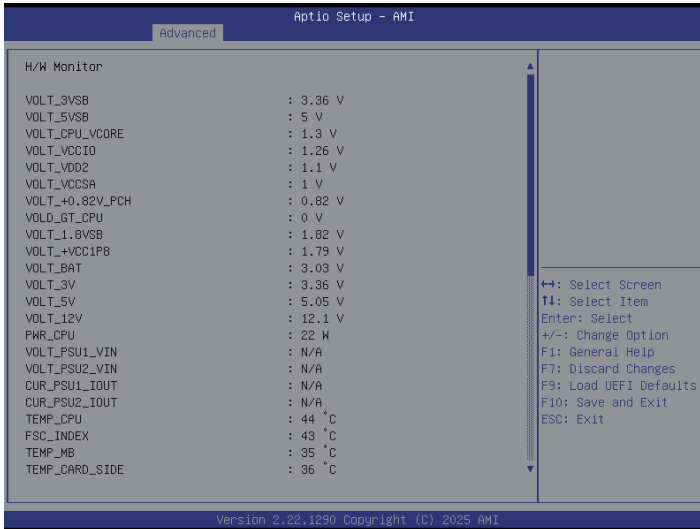 Aptio Setup - AMI
Advanced
H/W Monitor
VOLT_3VSB : 3.36 V
VOLT_5VSB : 5 V
VOLT_CPU_VCORE : 1.3 V
VOLT_VCCIO : 1.26 V
VOLT_VDD2 : 1.1 V
VOLT_VCCSA : 1 V
VOLT_+0.82V_PCH : 0.82 V
VOLD_GT_CPU : 0 V
VOLT_1.8VSB : 1.82 V
VOLT_+VCC1P8 : 1.79 V
VOLT_BAT : 3.03 V
VOLT_3V : 3.36 V
VOLT_5V : 5.05 V
VOLT_12V : 12.1 V
PWR_CPU : 22 W
VOLT_PSU1_VIN : N/A
VOLT_PSU2_VIN : N/A
CUR_PSU1_IOUT : N/A
CUR_PSU2_IOUT : N/A
TEMP_CPU : 44 °C
FSC_INDEX : 43 °C
TEMP_MB : 35 °C
TEMP_CARD_SIDE : 36 °C
↔: Select Screen
↑↓: Select Item
Enter: Select
+/-: Change Option
F1: General Help
F7: Discard Changes
F9: Load UEFI Defaults
F10: Save and Exit
ESC: Exit
Version 2.22.1290 Copyright (C) 2025 AMI